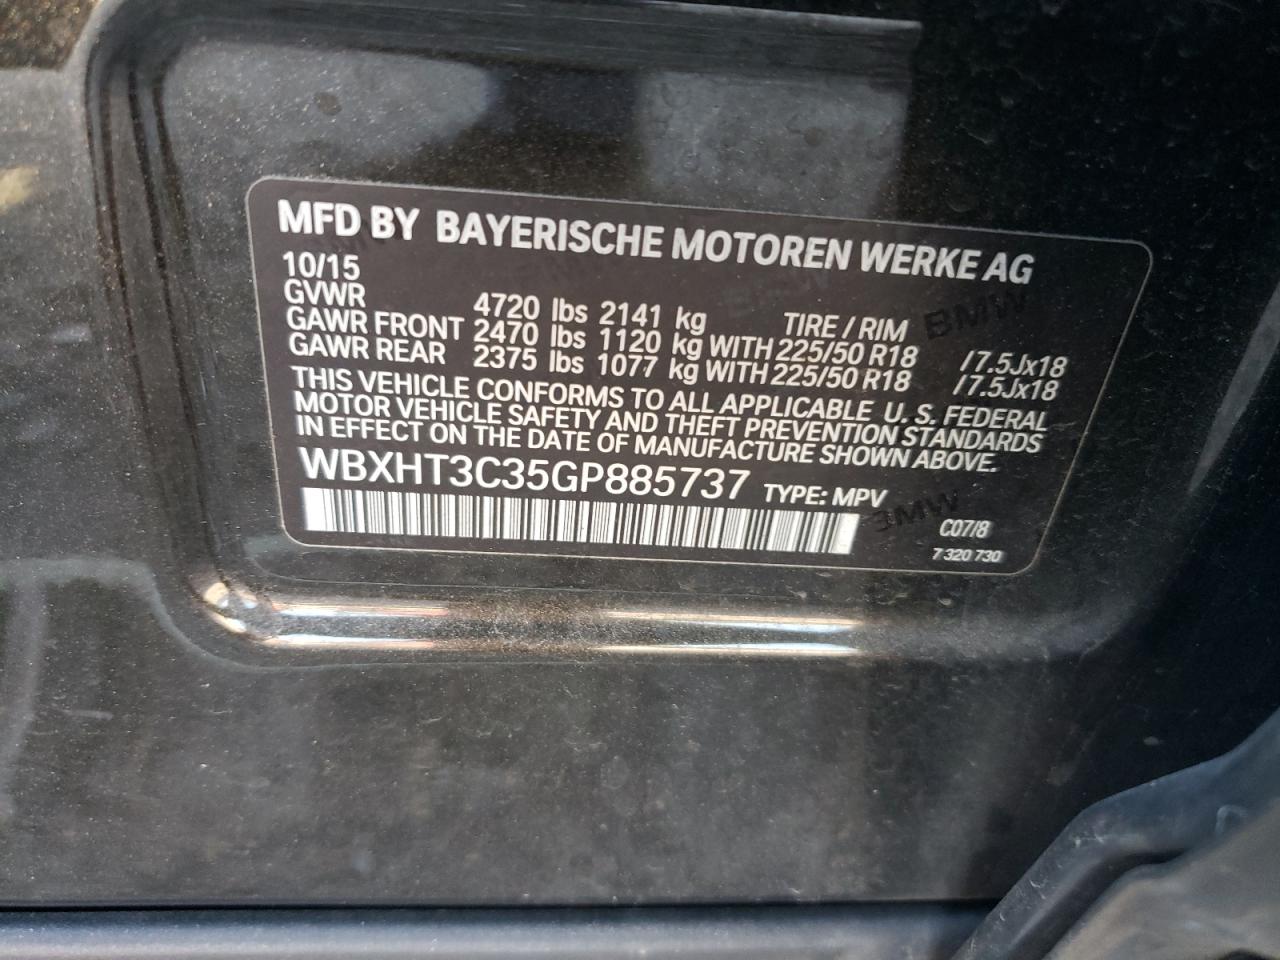 MFD BY BAYERISCHE MOTOREN WERKE AG
10/15
GVWR 4720 lbs 2141 kg TIRE / RIM
GAWR FRONT 2470 lbs 1120 kg WITH 225/50 R18 / 7.5Jx18
GAWR REAR 2375 lbs 1077 kg WITH 225/50 R18 / 7.5Jx18
THIS VEHICLE CONFORMS TO ALL APPLICABLE U. S. FEDERAL
MOTOR VEHICLE SAFETY AND THEFT PREVENTION STANDARDS
IN EFFECT ON THE DATE OF MANUFACTURE SHOWN ABOVE.
WBXHT3C35GP885737 TYPE: MPV
BMW
BMW
C07/8
7 320 730